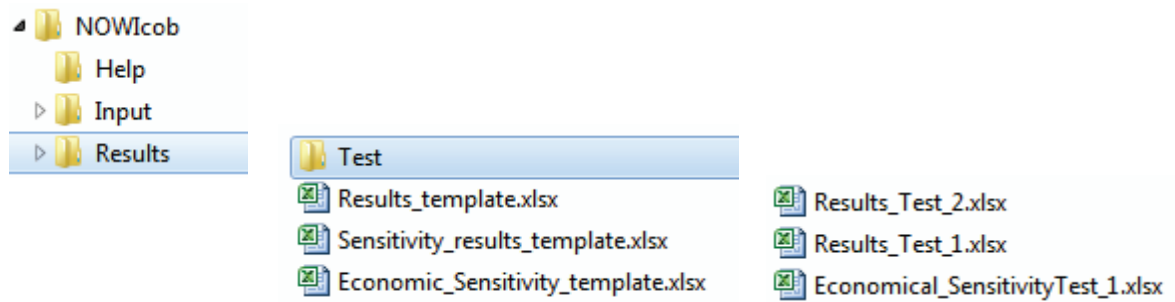 NOWIcob
Help
Input
Results
Test
Results_template.xlsx
Sensitivity_results_template.xlsx
Economic_Sensitivity_template.xlsx
Results_Test_2.xlsx
Results_Test_1.xlsx
Economical_SensitivityTest_1.xlsx